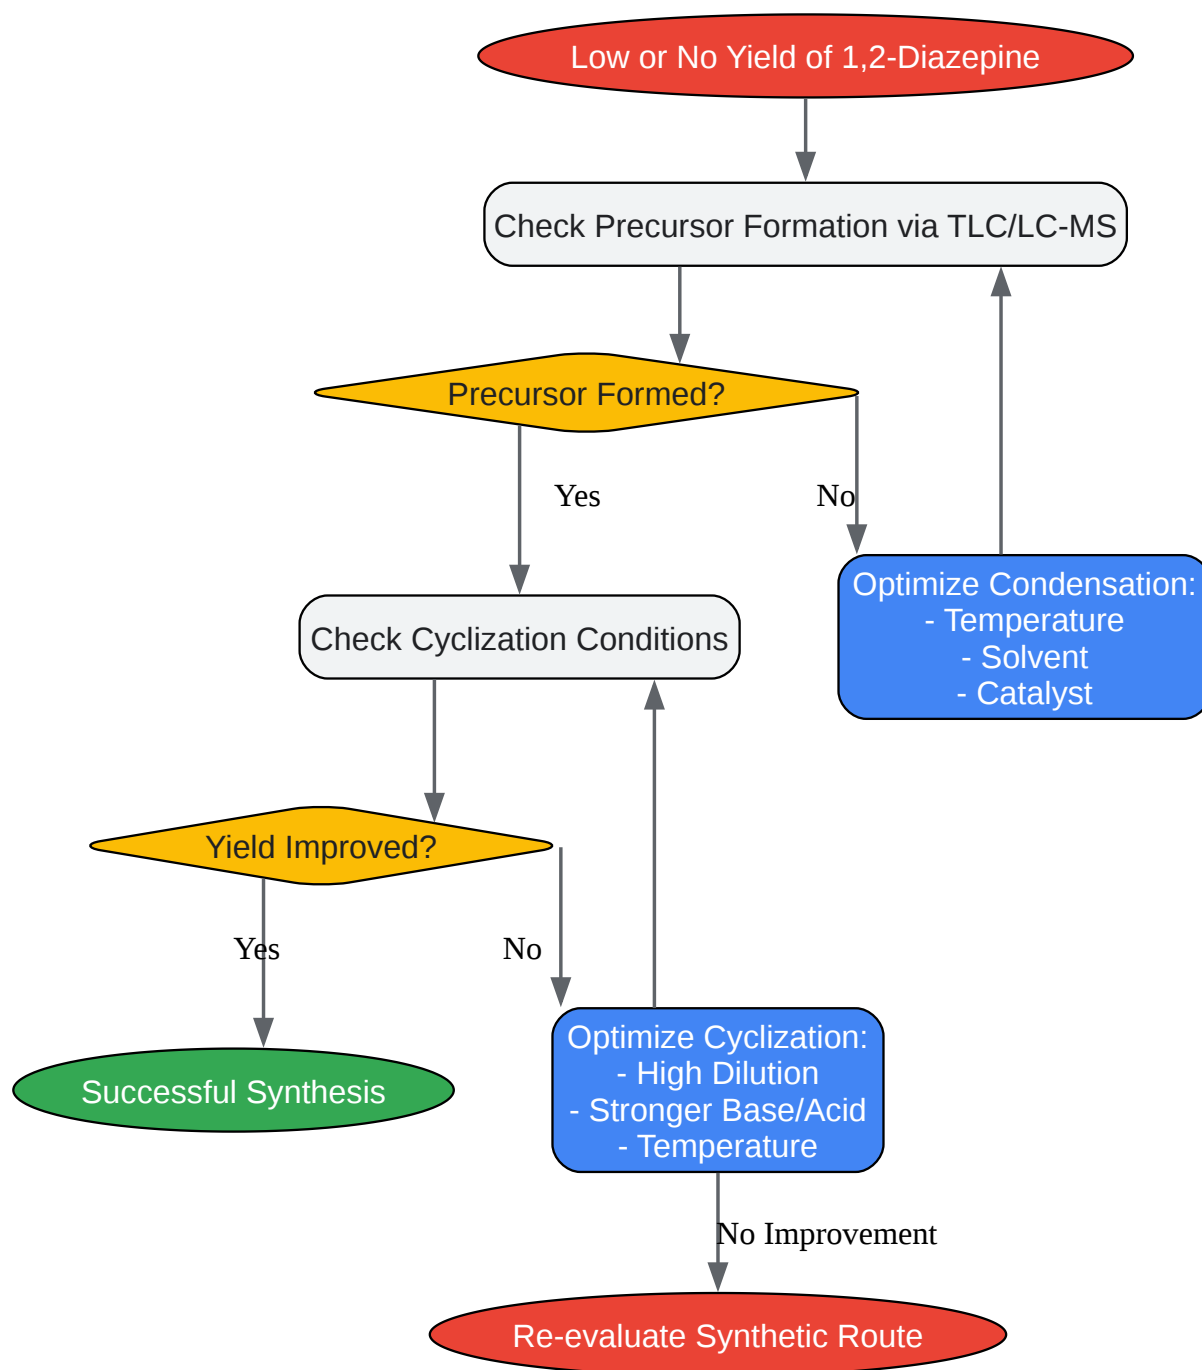 Low or No Yield of 1,2-Diazepine
Check Precursor Formation via TLC/LC-MS
Precursor Formed?
Yes
No
Optimize Condensation:
- Temperature
- Solvent
- Catalyst
Check Cyclization Conditions
Yield Improved?
Yes
No
Optimize Cyclization:
- High Dilution
- Stronger Base/Acid
- Temperature
Successful Synthesis
No Improvement
Re-evaluate Synthetic Route